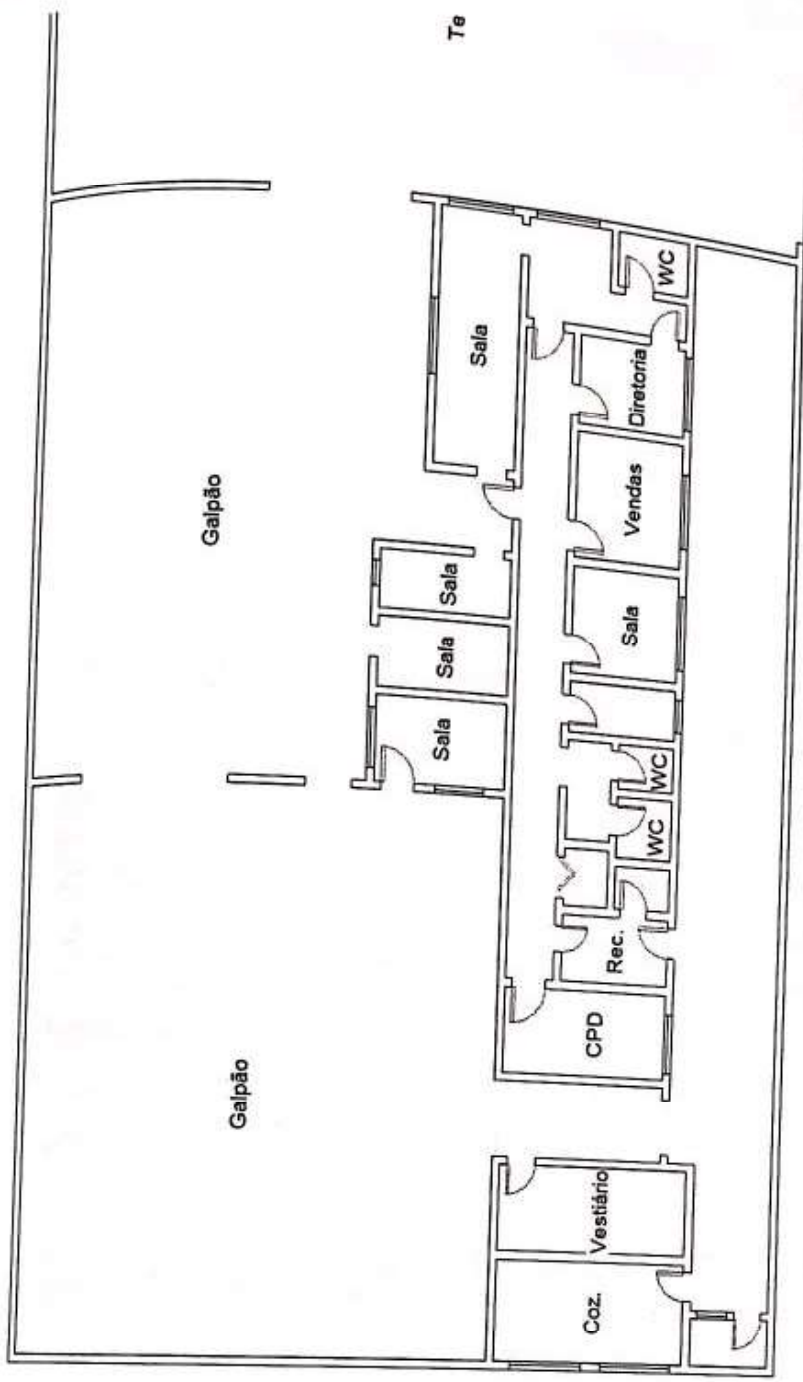 Te
Galpão
Sala
WC
Diretoria
Vendas
Sala
Sala
Sala
Sala
WC
WC
Rec.
CPD
Galpão
Vestiário
Coz.